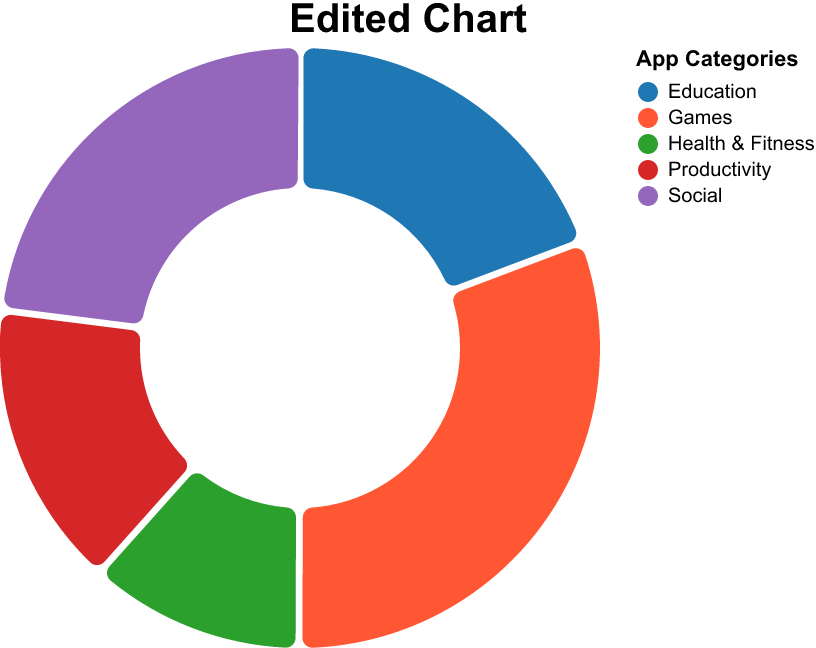 Edited Chart
App Categories
Education
Games
Health & Fitness
Productivity
Social